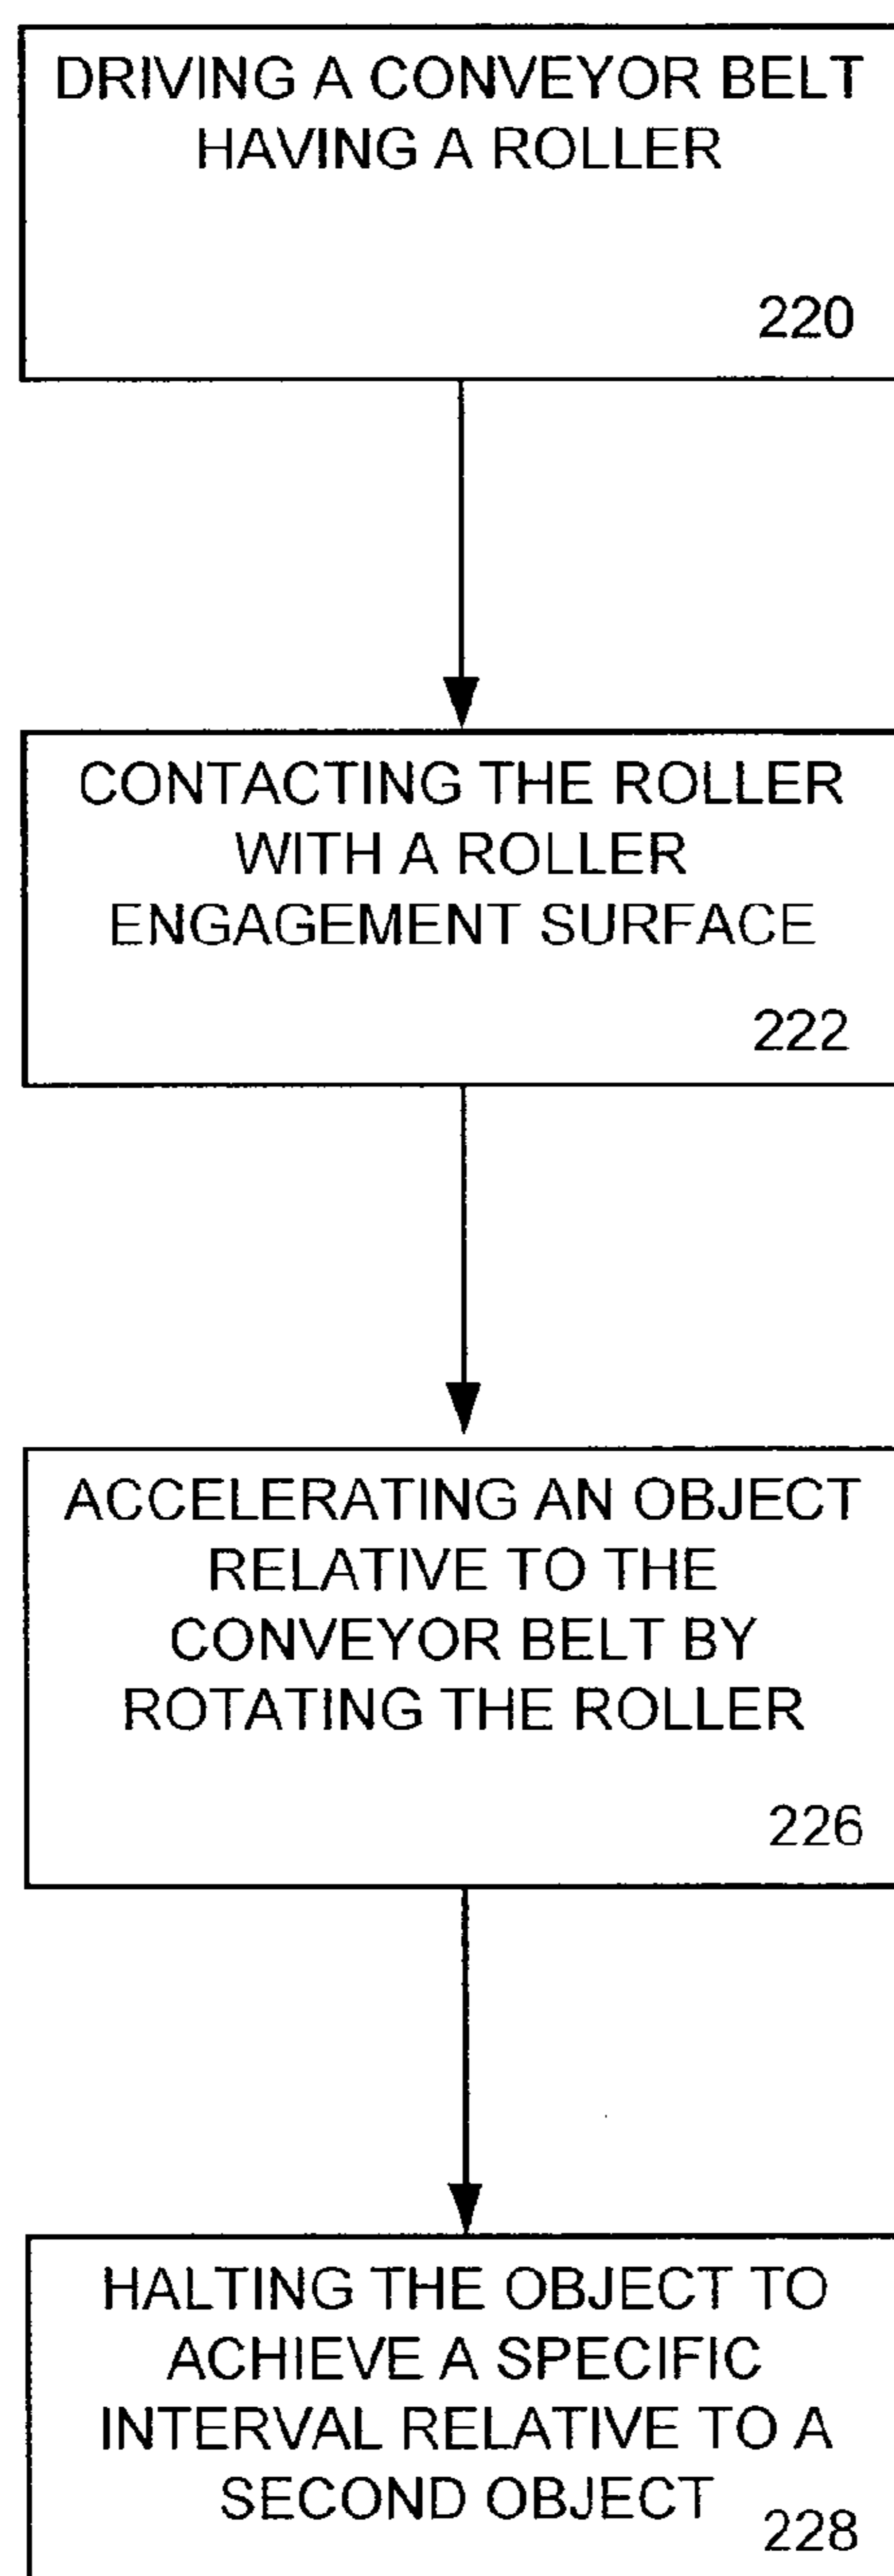 DRIVING A CONVEYOR BELT
HAVING A ROLLER
220
CONTACTING THE ROLLER
WITH A ROLLER
ENGAGEMENT SURFACE
222
ACCELERATING AN OBJECT
RELATIVE TO THE
CONVEYOR BELT BY
ROTATING THE ROLLER
226
HALTING THE OBJECT TO
ACHIEVE A SPECIFIC
INTERVAL RELATIVE TO A
SECOND OBJECT
228